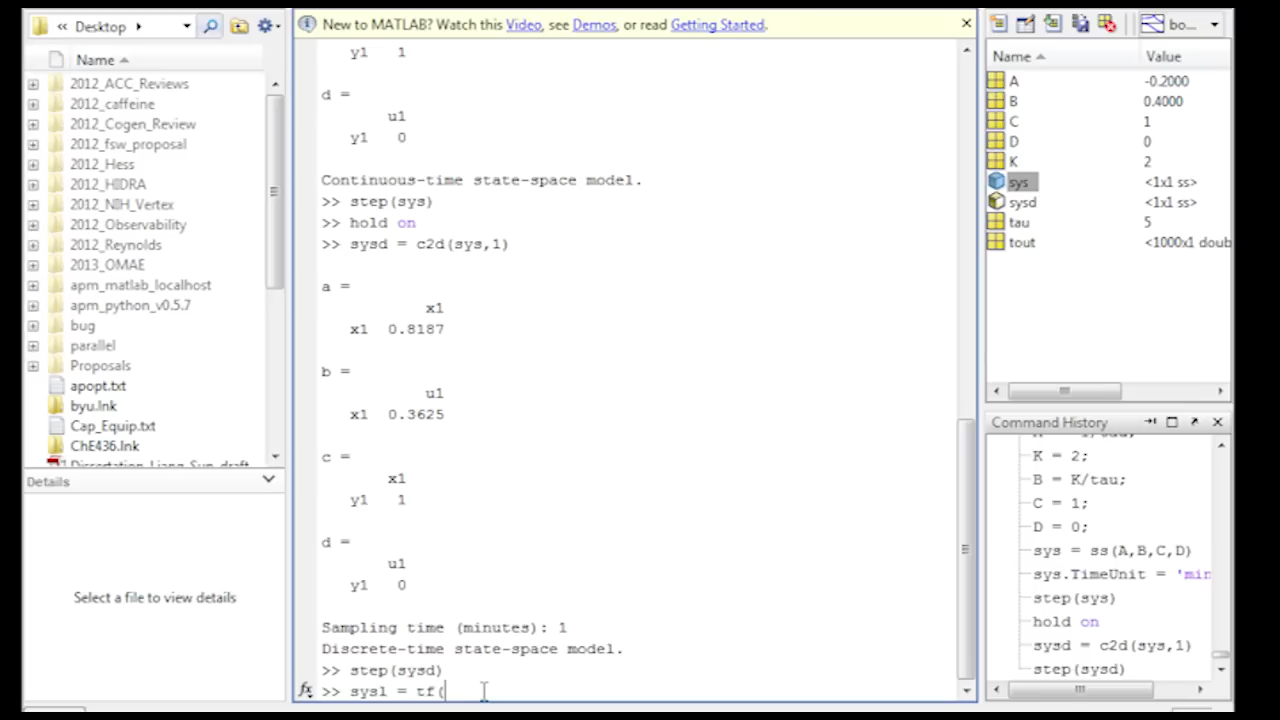 « Desktop
Name
2012_ACC_Reviews
2012_caffeine
2012_Cogen_Review
2012_fsw_proposal
2012_Hess
2012_HIDRA
2012_NIH_Vertex
2012_Observability
2012_Reynolds
2013_OMAE
apm_matlab_localhost
apm_python_v0.5.7
bug
parallel
Proposals
apopt.txt
byu.lnk
Cap_Equip.txt
ChE436.lnk
Dissertation_Liang_Sun_draft
Details
Select a file to view details
New to MATLAB? Watch this Video, see Demos, or read Getting Started.
y1 1
d =
u1
y1 0
Continuous-time state-space model.
>> step(sys)
>> hold on
>> sysd = c2d(sys,1)
a =
x1
x1 0.8187
b =
u1
x1 0.3625
c =
x1
y1 1
d =
u1
y1 0
Sampling time (minutes): 1
Discrete-time state-space model.
>> step(sysd)
fx >> sys1 = tf(
bo...
Name Value
A -0.2000
B 0.4000
C 1
D 0
K 2
sys <1x1 ss>
sysd <1x1 ss>
tau 5
tout <1000x1 doub
Command History
K = 2;
B = K/tau;
C = 1;
D = 0;
sys = ss(A,B,C,D)
sys.TimeUnit = 'min
step(sys)
hold on
sysd = c2d(sys,1)
step(sysd)